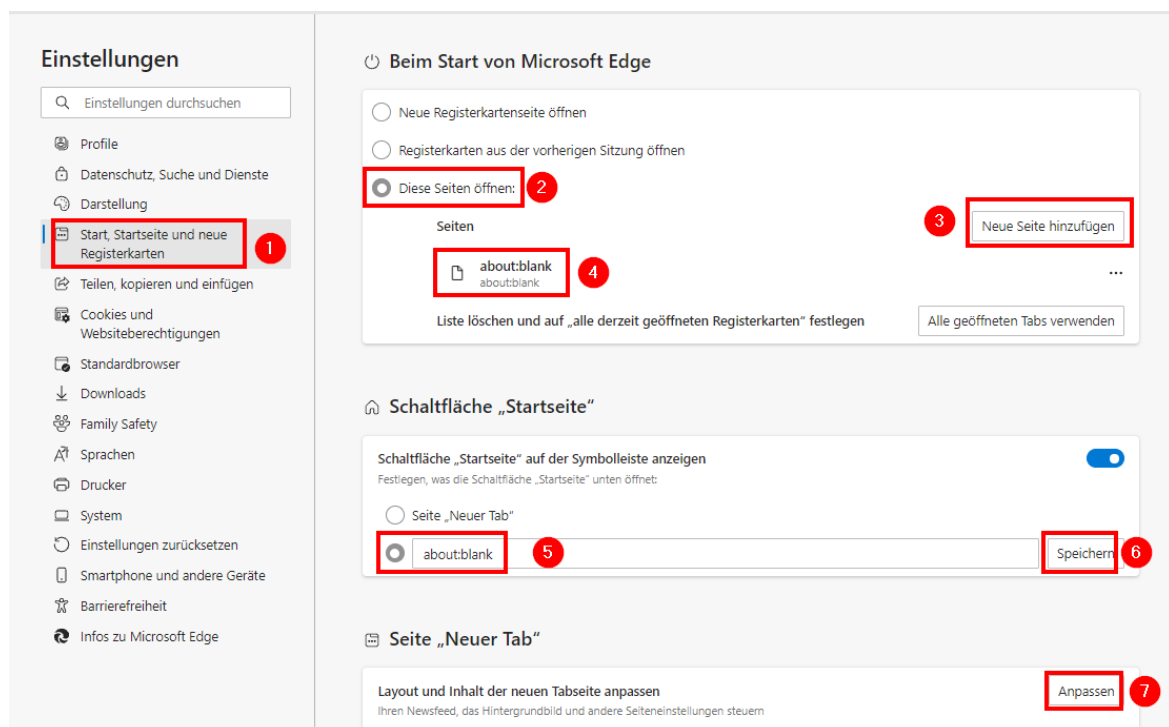 Einstellungen
Einstellungen durchsuchen
Profile
Datenschutz, Suche und Dienste
Darstellung
Start, Startseite und neue
Registerkarten
1
Teilen, kopieren und einfügen
Cookies und
Websiteberechtigungen
Standardbrowser
Downloads
Family Safety
Sprachen
Drucker
System
Einstellungen zurücksetzen
Smartphone und andere Geräte
Barrierefreiheit
Infos zu Microsoft Edge
Beim Start von Microsoft Edge
Neue Registerkartenseite öffnen
Registerkarten aus der vorherigen Sitzung öffnen
Diese Seiten öffnen:
2
Seiten
3
Neue Seite hinzufügen
about:blank
about:blank
4
...
Liste löschen und auf „alle derzeit geöffneten Registerkarten“ festlegen
Alle geöffneten Tabs verwenden
Schaltfläche „Startseite“
Schaltfläche „Startseite“ auf der Symbolleiste anzeigen
Festlegen, was die Schaltfläche „Startseite“ unten öffnet:
Seite „Neuer Tab“
about:blank
5
Speichern
6
Seite „Neuer Tab“
Layout und Inhalt der neuen Tabseite anpassen
Ihren Newsfeed, das Hintergrundbild und andere Seiteneinstellungen steuern
Anpassen
7